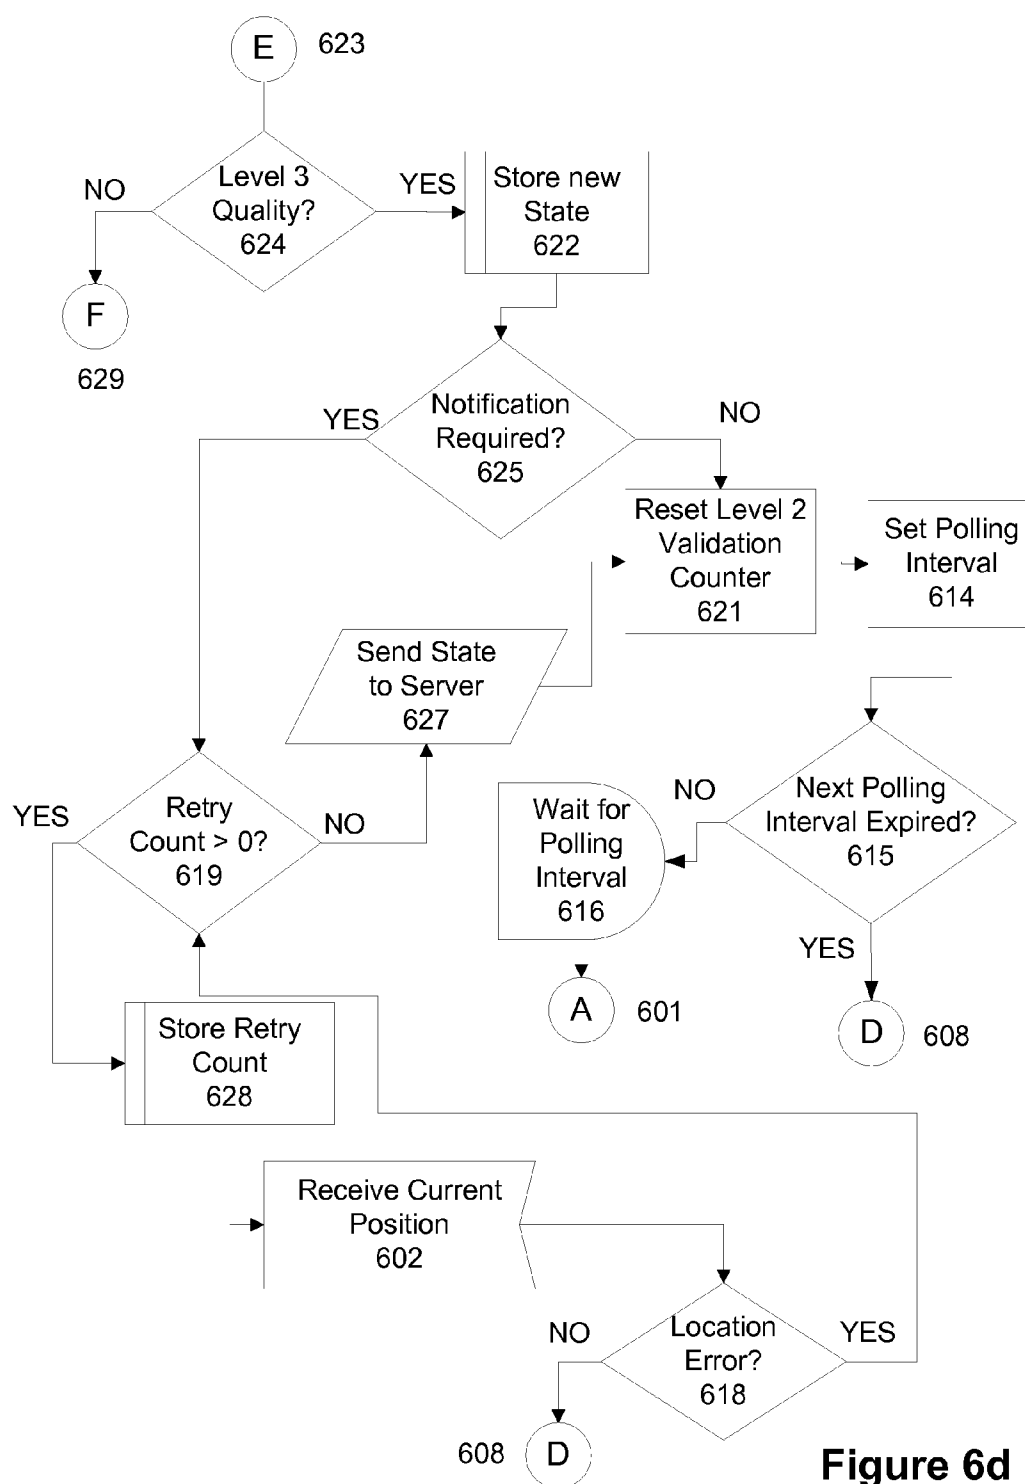 E
623
Level 3
Quality?
624
NO
YES
Store new
State
622
F
629
Notification
Required?
625
YES
NO
Reset Level 2
Validation
Counter
621
Set Polling
Interval
614
Send State
to Server
627
Retry
Count > 0?
619
YES
NO
Wait for
Polling
Interval
616
NO
Next Polling
Interval Expired?
615
YES
A
601
D
608
Store Retry
Count
628
Receive Current
Position
602
Location
Error?
618
NO
YES
608
D
Figure 6d